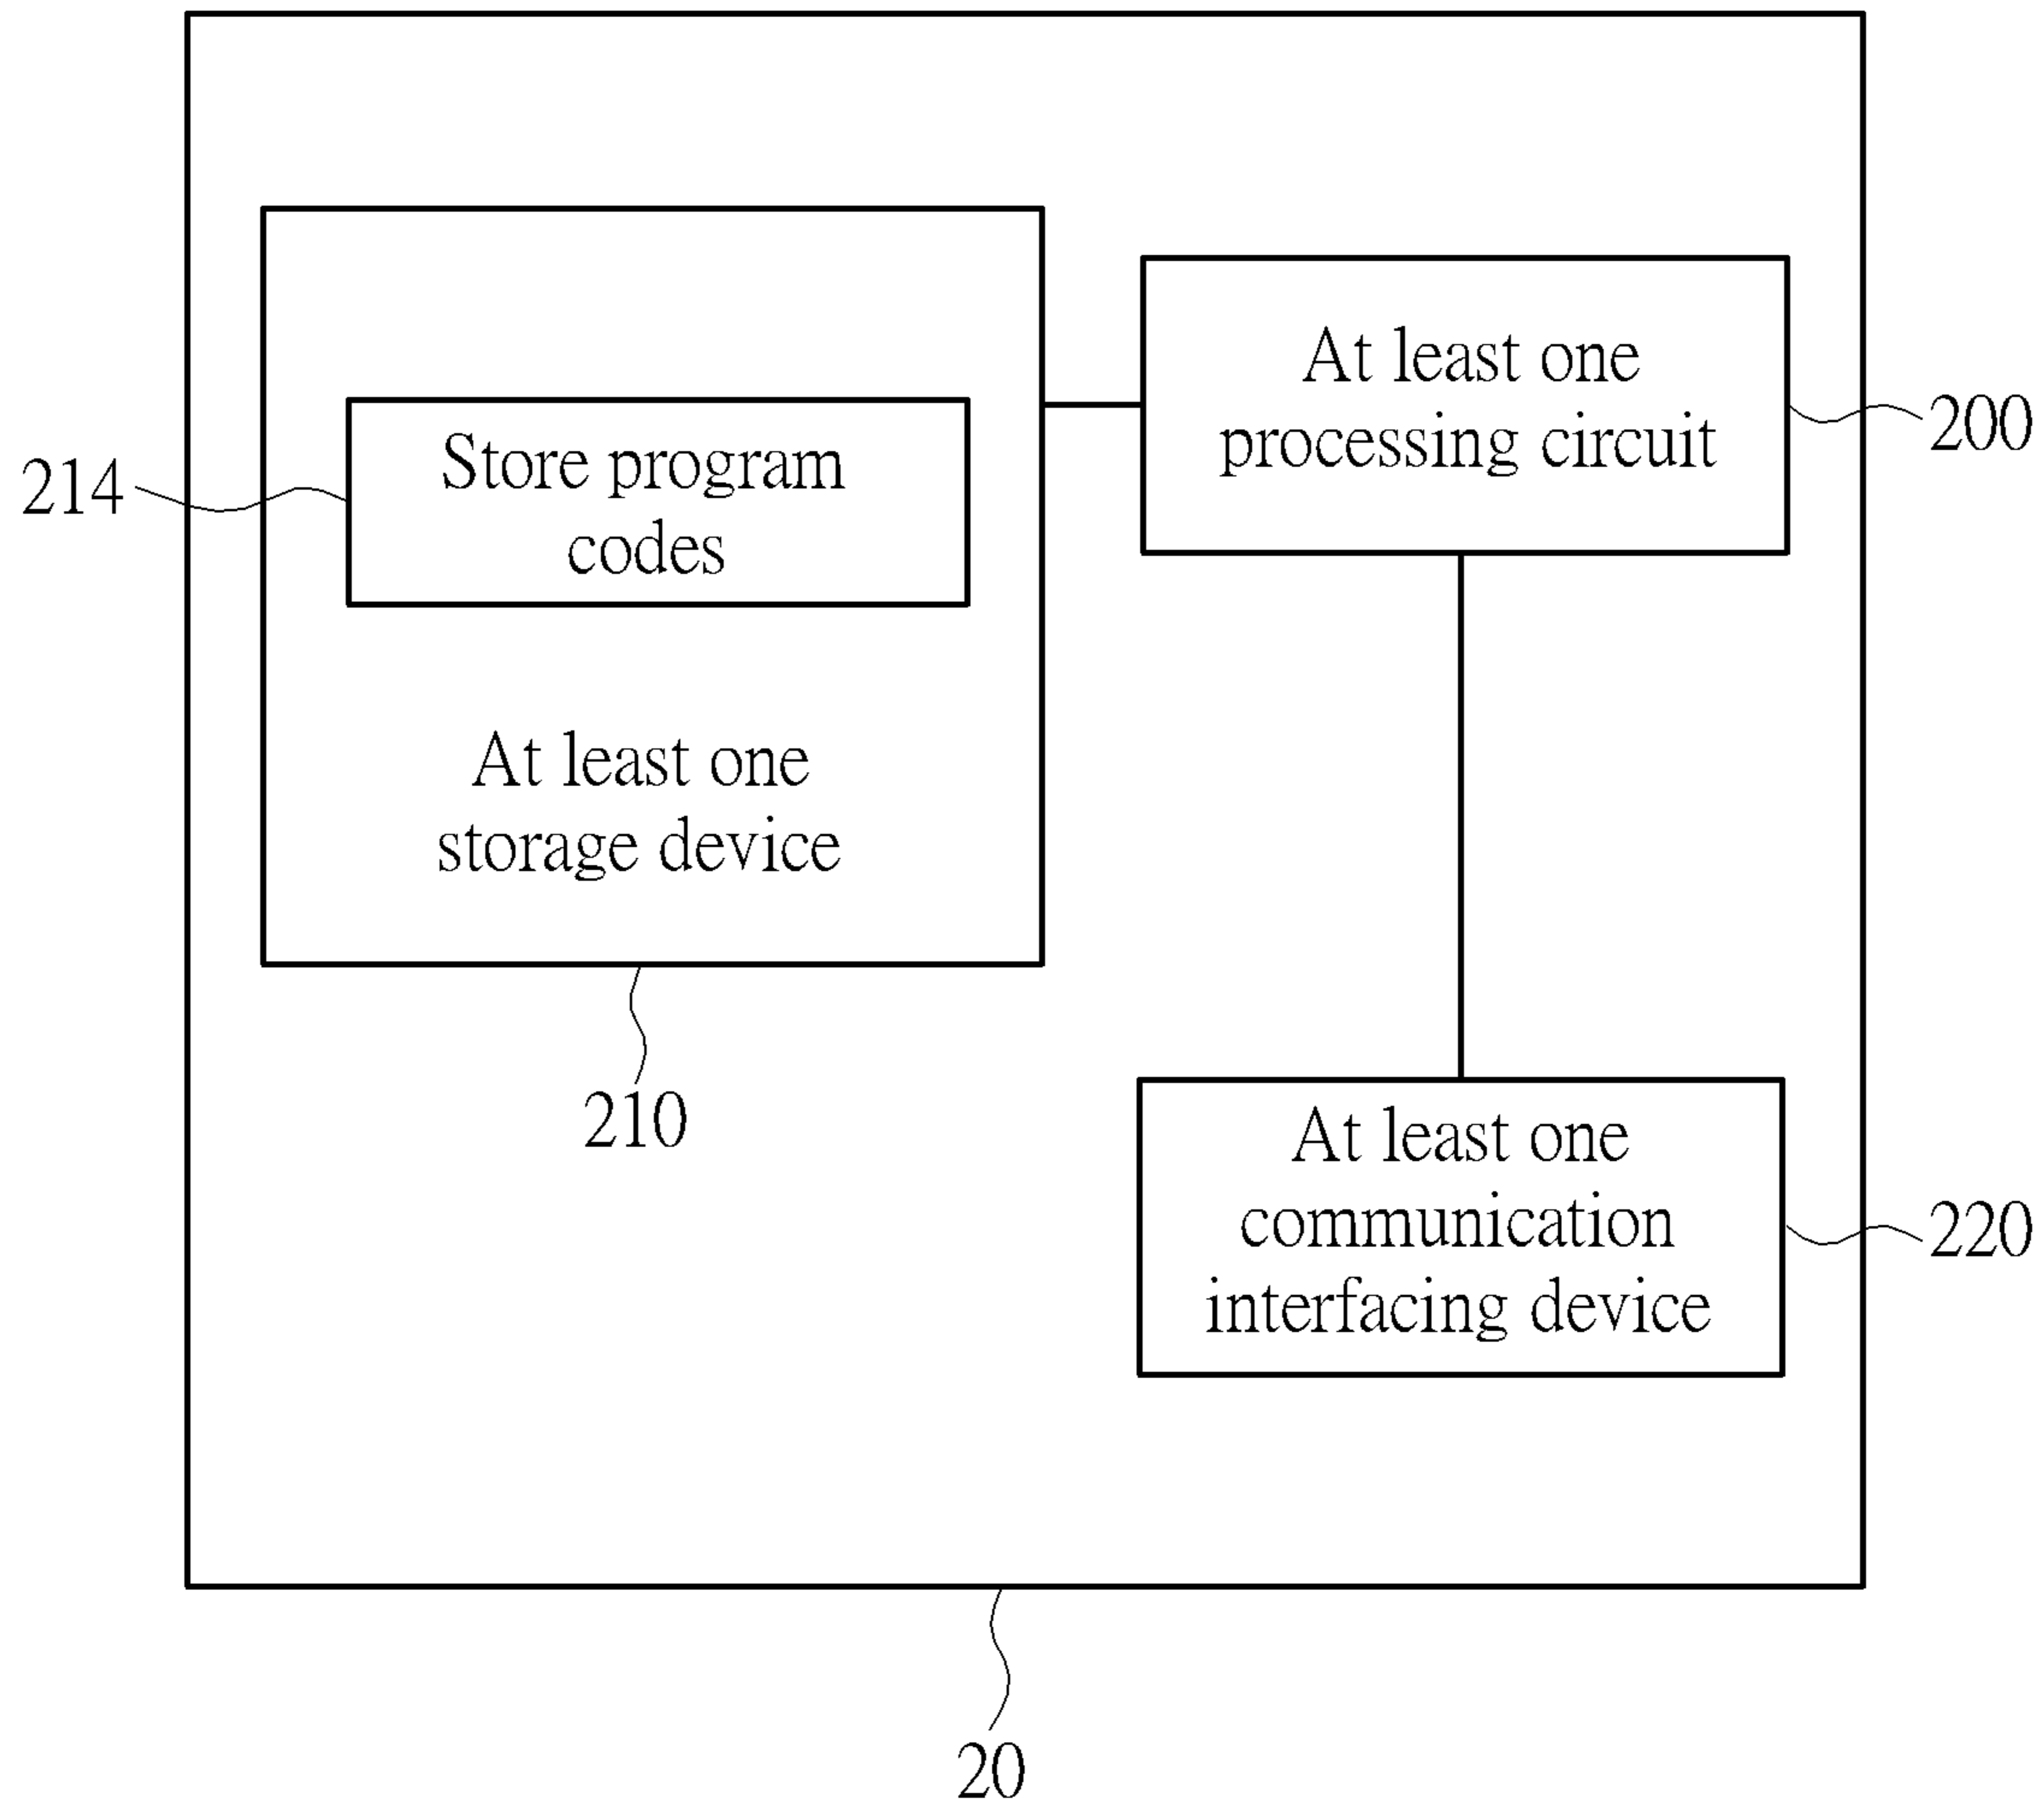 At least one
processing circuit
200
Store program
codes
214
At least one
storage device
210
At least one
communication
interfacing device
220
20